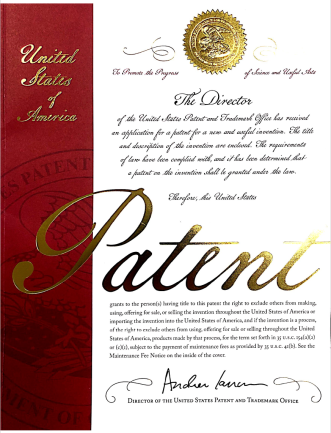 United
States
of
America
To Promote the Progress of Science and Useful Arts
The Director
of the United States Patent and Trademark Office has received
an application for a patent for a new and useful invention. The title
and description of the invention are enclosed. The requirements
of law have been complied with, and it has been determined that
a patent on the invention shall be granted under the law.
Therefore, this United States
Patent
grants to the person(s) having title to this patent the right to exclude others from making,
using, offering for sale, or selling the invention throughout the United States of America or
importing the invention into the United States of America, and if the invention is a process,
of the right to exclude others from using, offering for sale or selling throughout the United
States of America, products made by that process, for the term set forth in 35 U.S.C. 154(a)(2)
or (c)(1), subject to the payment of maintenance fees as provided by 35 U.S.C. 41(b). See the
Maintenance Fee Notice on the inside of the cover.
Andrei Iancu
DIRECTOR OF THE UNITED STATES PATENT AND TRADEMARK OFFICE